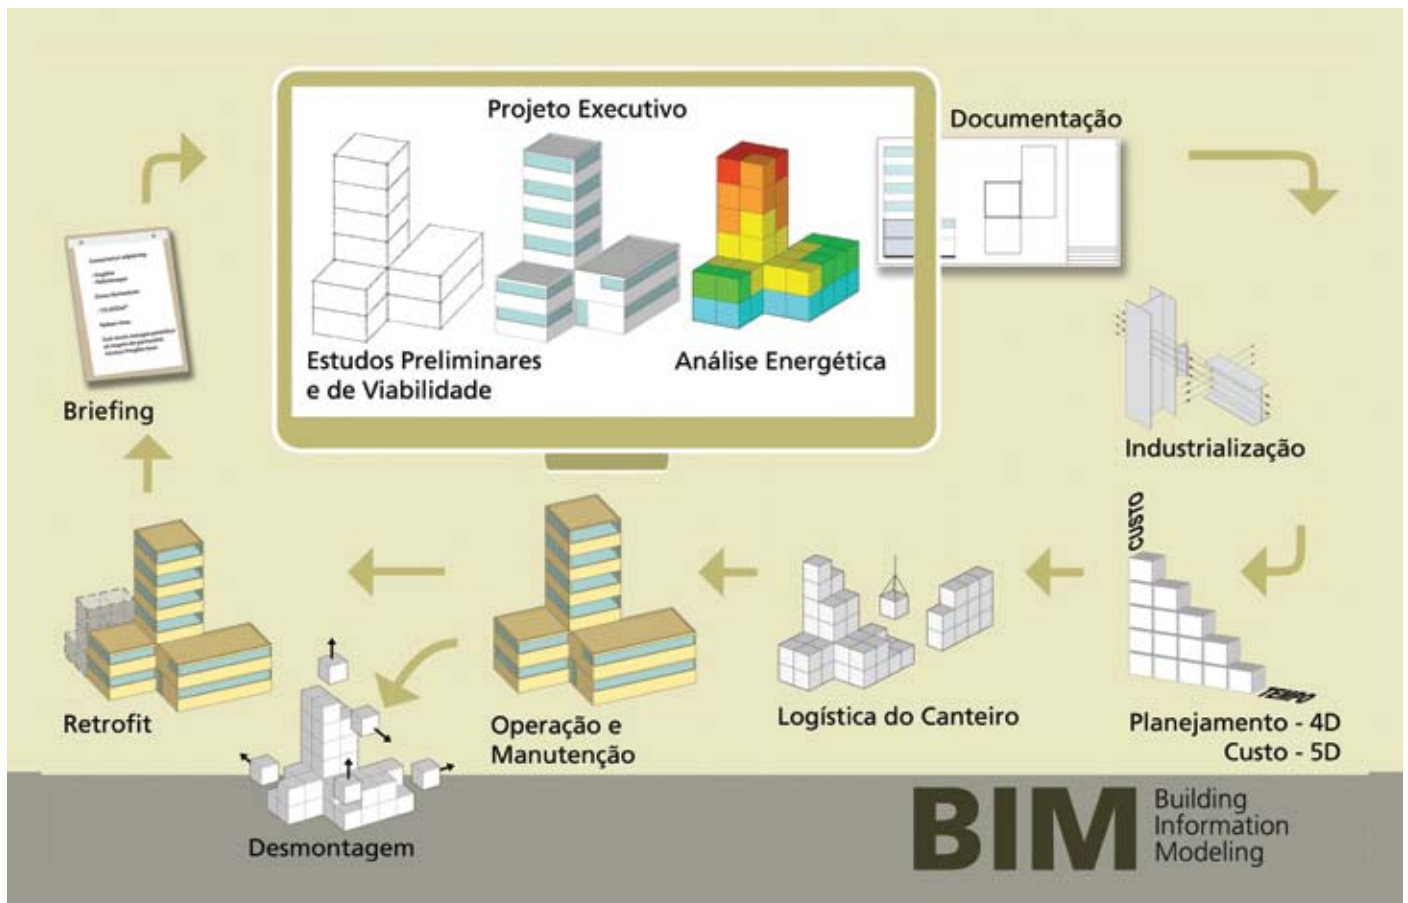 Projeto Executivo
Documentação
Estudos Preliminares
e de Viabilidade
Análise Energética
Briefing
Industrialização
CUSTO
TEMPO
Planejamento - 4D
Custo - 5D
Logística do Canteiro
Operação e
Manutenção
Retrofit
Desmontagem
BIM
Building
Information
Modeling